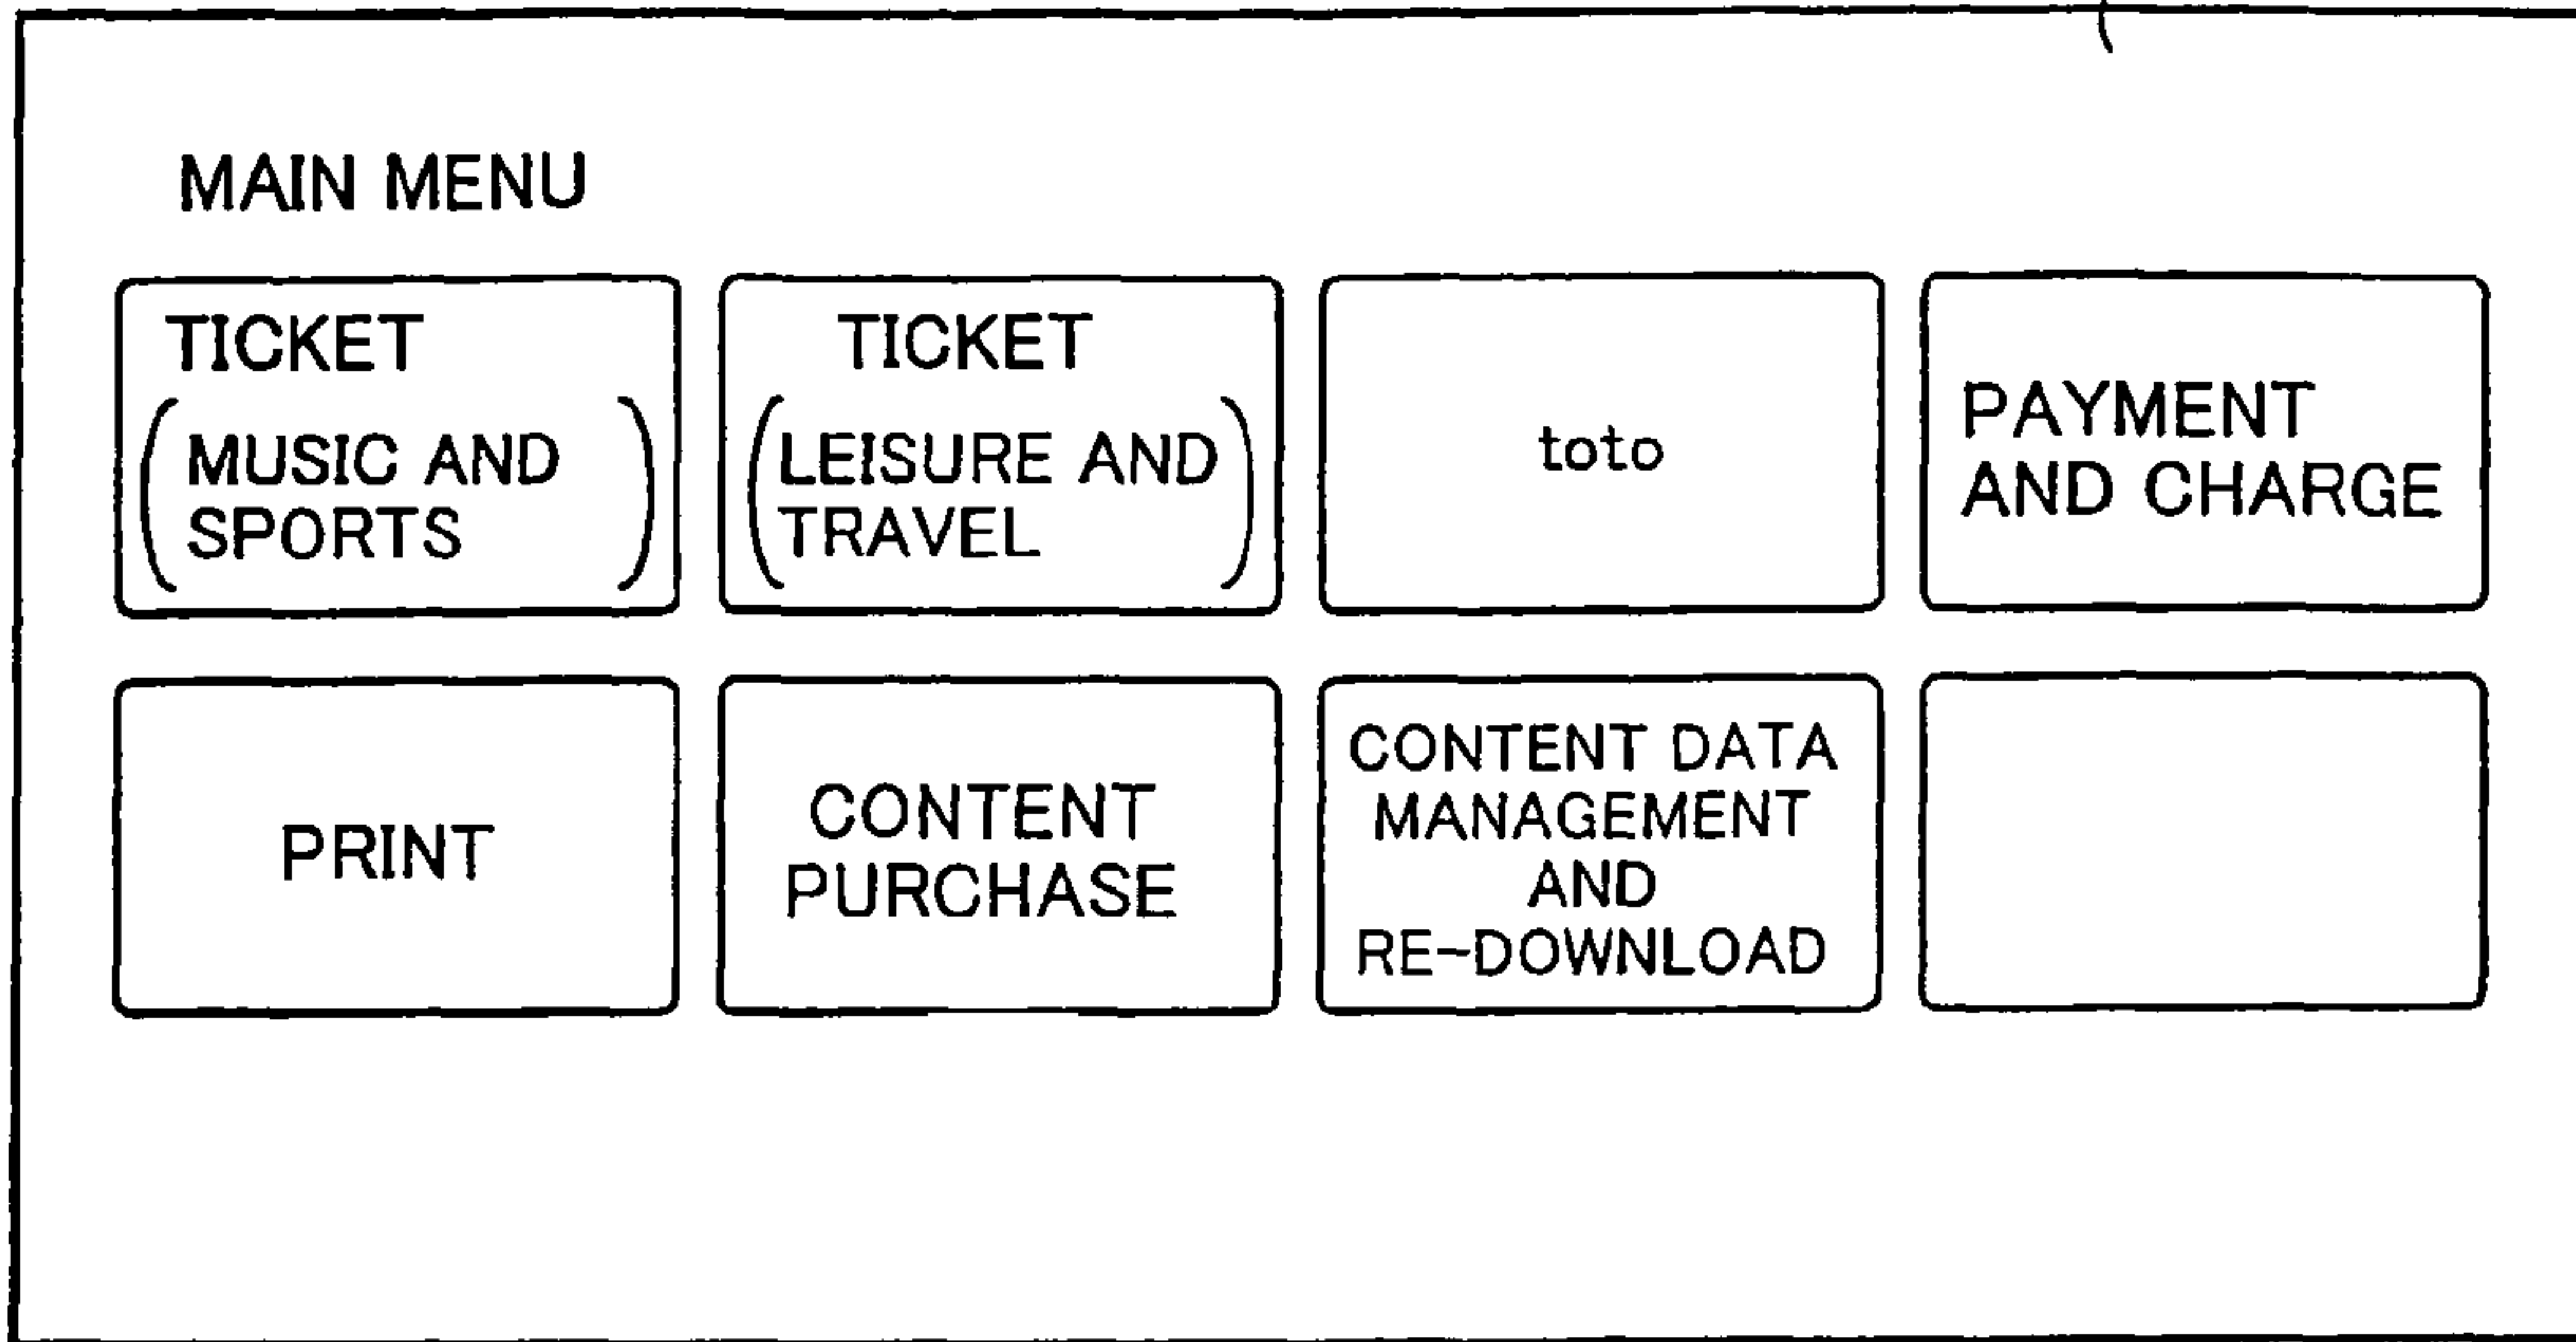 MAIN MENU
TICKET
(MUSIC AND
SPORTS)
TICKET
(LEISURE AND
TRAVEL)
toto
PAYMENT
AND CHARGE
PRINT
CONTENT
PURCHASE
CONTENT DATA
MANAGEMENT
AND
RE-DOWNLOAD